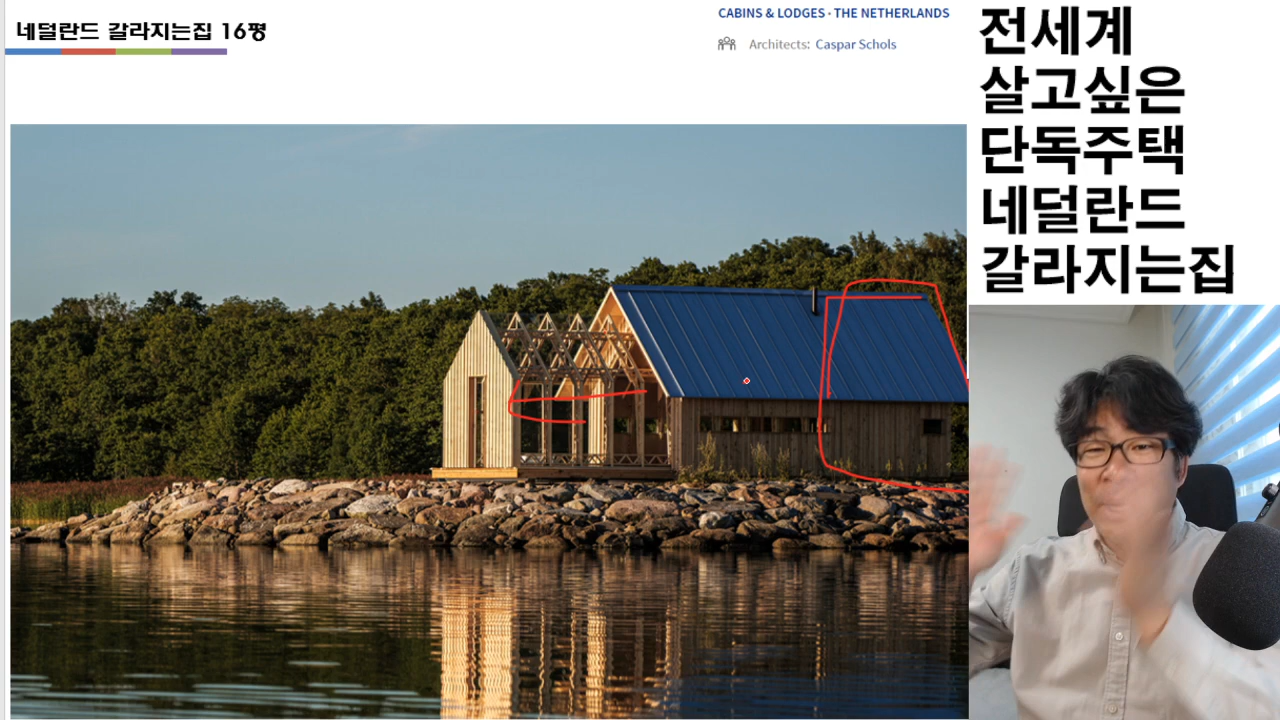 네덜란드 갈라지는집 16평
CABINS & LODGES · THE NETHERLANDS
Architects: Caspar Schols
전세계
살고싶은
단독주택
네덜란드
갈라지는집